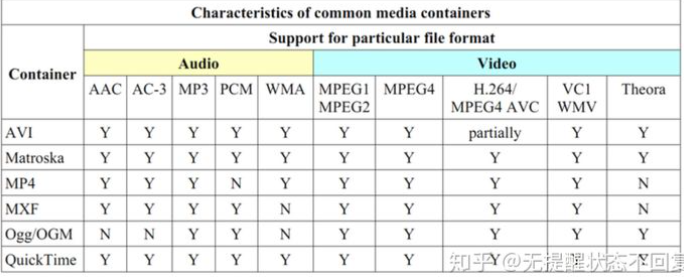 Characteristics of common media containers
Container
Support for particular file format
Audio Video
AAC AC-3 MP3 PCM WMA MPEG1 MPEG2 MPEG4 H.264/ MPEG4 AVC VC1 WMV Theora
AVI Y Y Y Y Y Y Y partially Y Y
Matroska Y Y Y Y Y Y Y Y Y Y
MP4 Y Y Y N Y Y Y Y Y N
MXF Y Y Y Y N Y Y Y Y N
Ogg/OGM N N Y Y N Y Y Y Y Y
QuickTime Y Y Y Y Y Y Y Y Y
知乎 @无提醒状态不回复